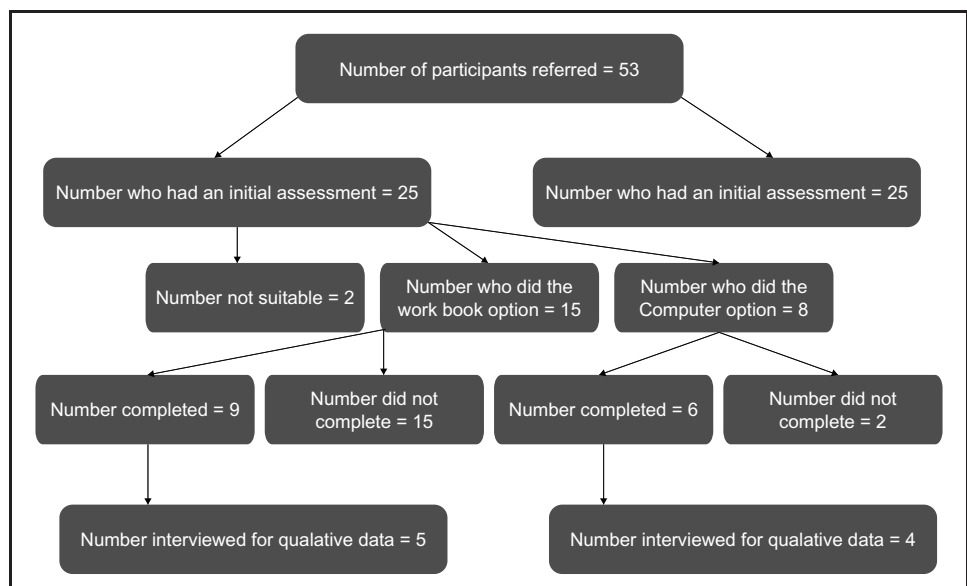 Number of participants referred = 53
Number who had an initial assessment = 25
Number who had an initial assessment = 25
Number not suitable = 2
Number who did the
work book option = 15
Number who did the
Computer option = 8
Number completed = 9
Number did not
complete = 15
Number completed = 6
Number did not
complete = 2
Number interviewed for qualative data = 5
Number interviewed for qualative data = 4